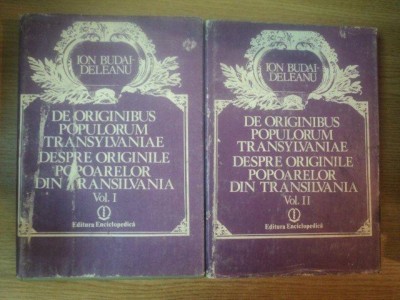 ION BUDAI-
DELEANU
DE ORIGINIBUS
POPULORUM
TRANSYLVANIAE
DESPRE ORIGINILE
POPOARELOR
DIN TRANSILVANIA
Vol. I
Editura Enciclopedică
ION BUDAI-
DELEANU
DE ORIGINIBUS
POPULORUM
TRANSYLVANIAE
DESPRE ORIGINILE
POPOARELOR
DIN TRANSILVANIA
Vol. II
Editura Enciclopedică